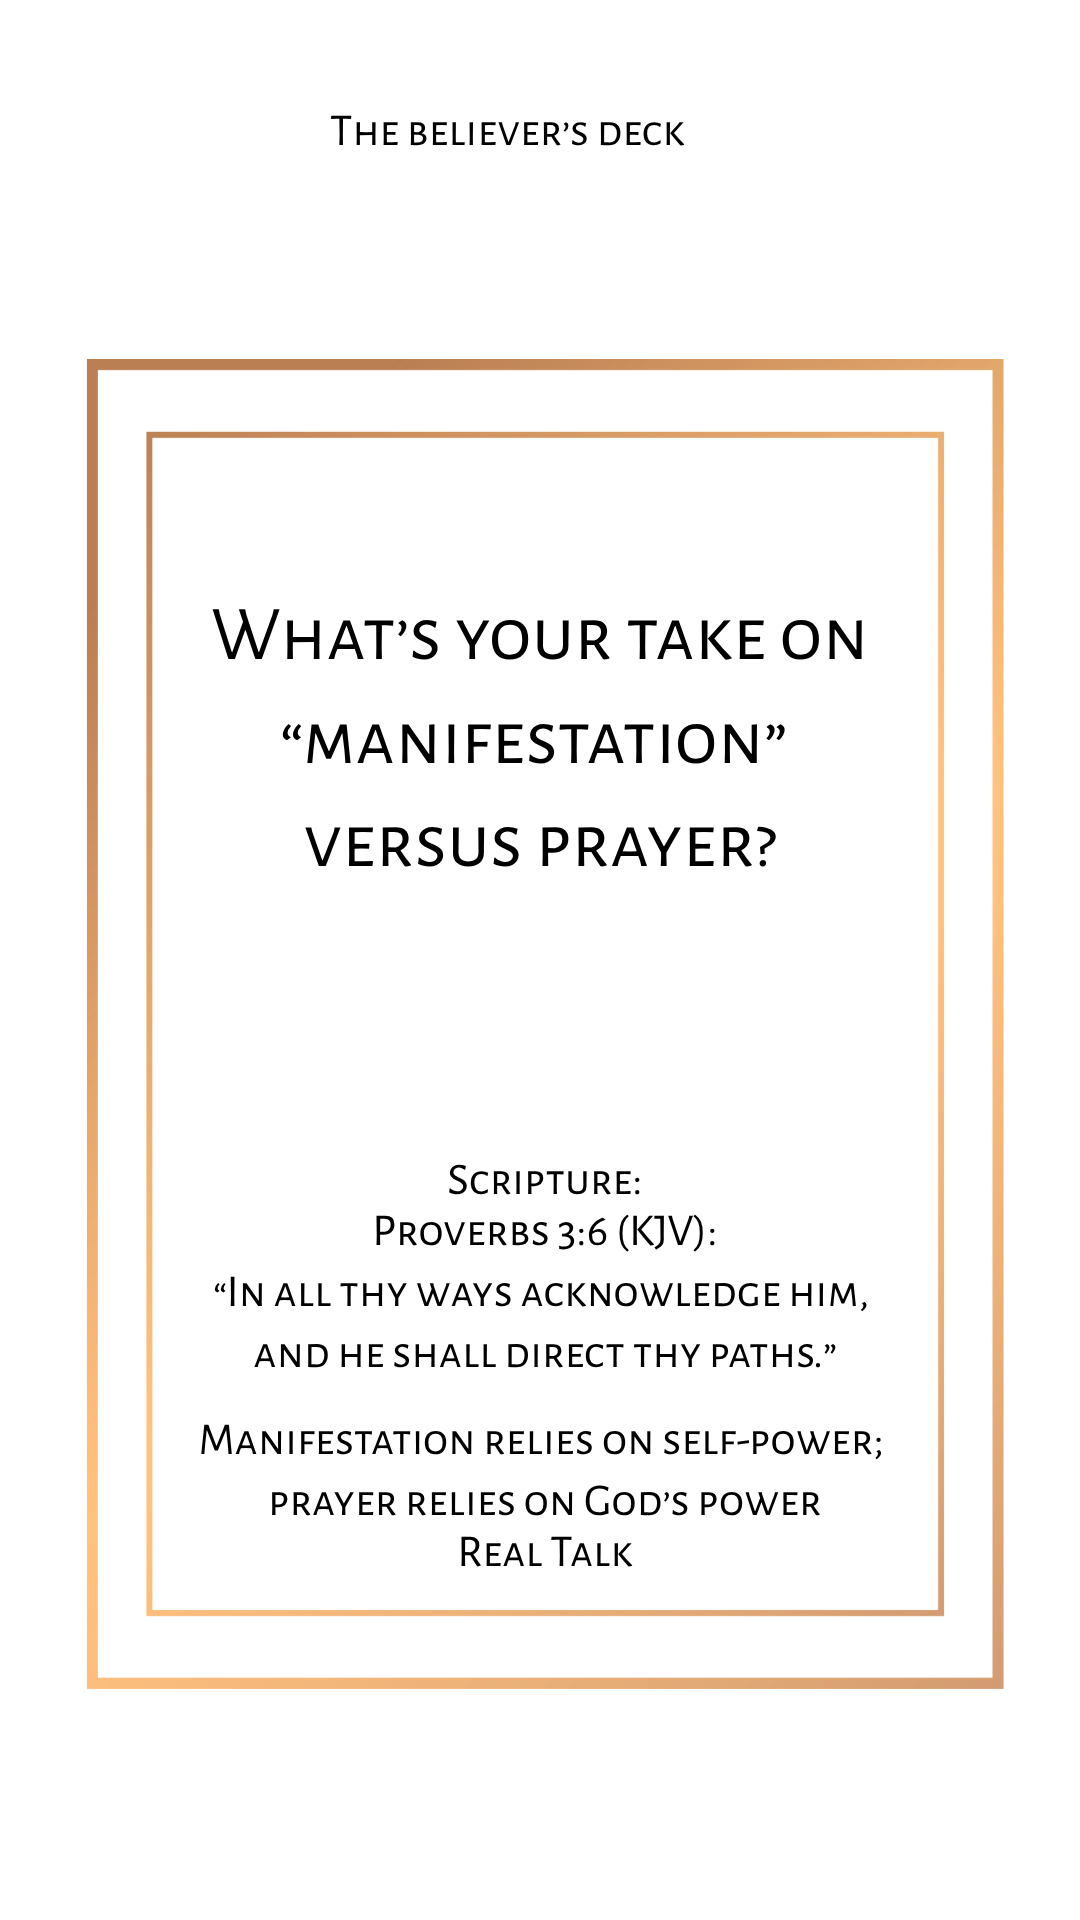 The believer’s deck
What’s your take on
“manifestation”
versus prayer?
Scripture:
Proverbs 3:6 (KJV):
“In all thy ways acknowledge him,
and he shall direct thy paths.”
Manifestation relies on self-power;
prayer relies on God’s power
Real Talk